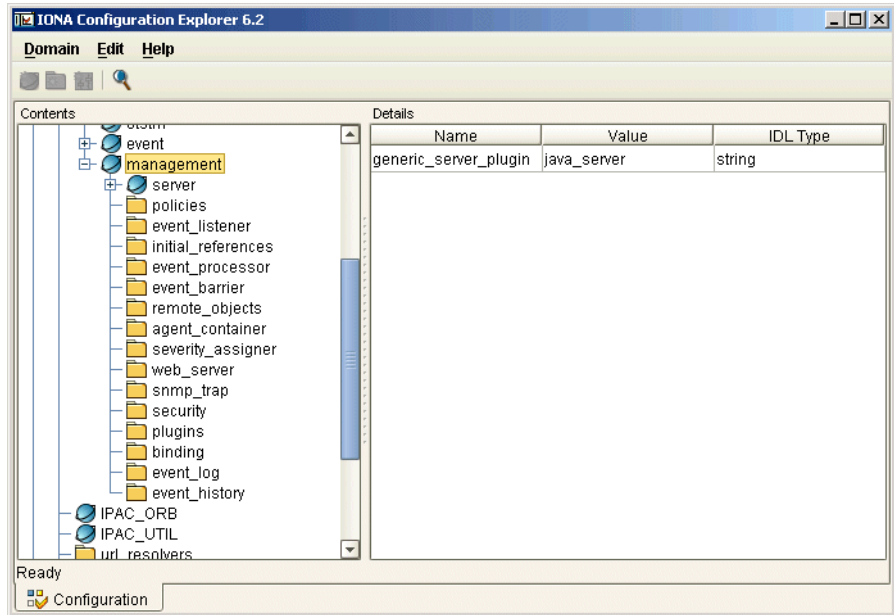 IONA Configuration Explorer 6.2
Domain Edit Help
Contents
Details
event
management
server
policies
event_listener
initial_references
event_processor
event_barrier
remote_objects
agent_container
severity_assigner
web_server
snmp_trap
security
plugins
binding
event_log
event_history
IPAC_ORB
IPAC_UTIL
url_resolvers
Name Value IDL Type
generic_server_plugin java_server string
Ready
Configuration